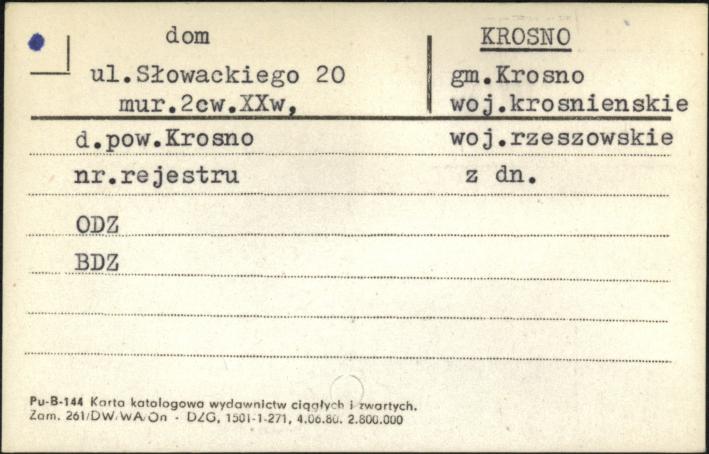 dom KROSNO
ul.Słowackiego 20 gm.Krosno
mur.2cw.XXw, woj.krosnienskie
d.pow.Krosno woj.rzeszowskie
nr.rejestru z dn.
ODZ
BDZ
Pu-B-144 Karta katalogowa wydawnictw ciągłych i zwartych.
Zam. 261/DW/WA/On - DZG, 1501-1-271, 4.06.80. 2.800.000